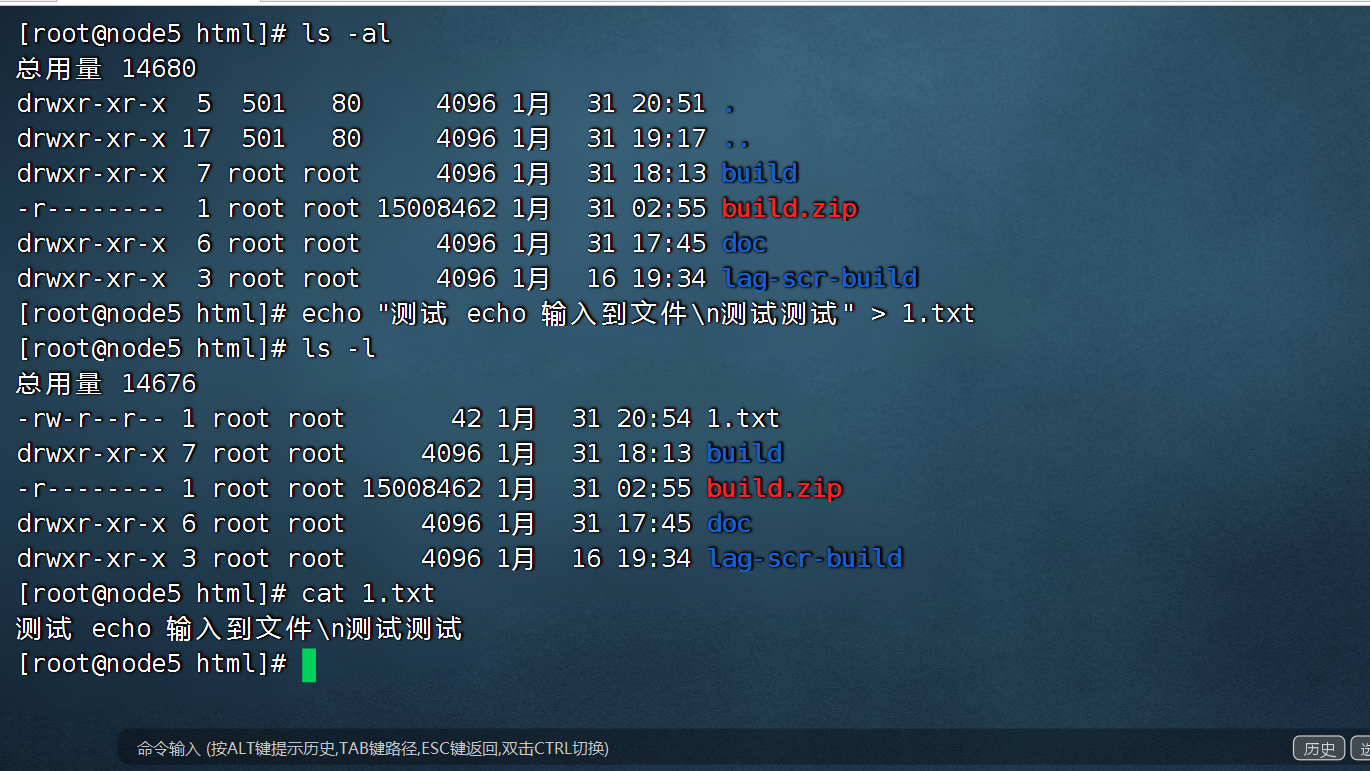 [root@node5 html]# ls -al
总用量 14680
drwxr-xr-x  5  501   80     4096 1月  31 20:51 .
drwxr-xr-x 17  501   80     4096 1月  31 19:17 ..
drwxr-xr-x  7 root root     4096 1月  31 18:13 build
-r--------  1 root root 15008462 1月  31 02:55 build.zip
drwxr-xr-x  6 root root     4096 1月  31 17:45 doc
drwxr-xr-x  3 root root     4096 1月  16 19:34 lag-scr-build
[root@node5 html]# echo "测试 echo 输入到文件\n测试测试" > 1.txt
[root@node5 html]# ls -l
总用量 14676
-rw-r--r-- 1 root root       42 1月  31 20:54 1.txt
drwxr-xr-x 7 root root     4096 1月  31 18:13 build
-r-------- 1 root root 15008462 1月  31 02:55 build.zip
drwxr-xr-x 6 root root     4096 1月  31 17:45 doc
drwxr-xr-x 3 root root     4096 1月  16 19:34 lag-scr-build
[root@node5 html]# cat 1.txt
测试 echo 输入到文件\n测试测试
[root@node5 html]#
命令输入 (按ALT键提示历史,TAB键路径,ESC键返回,双击CTRL切换)
历史